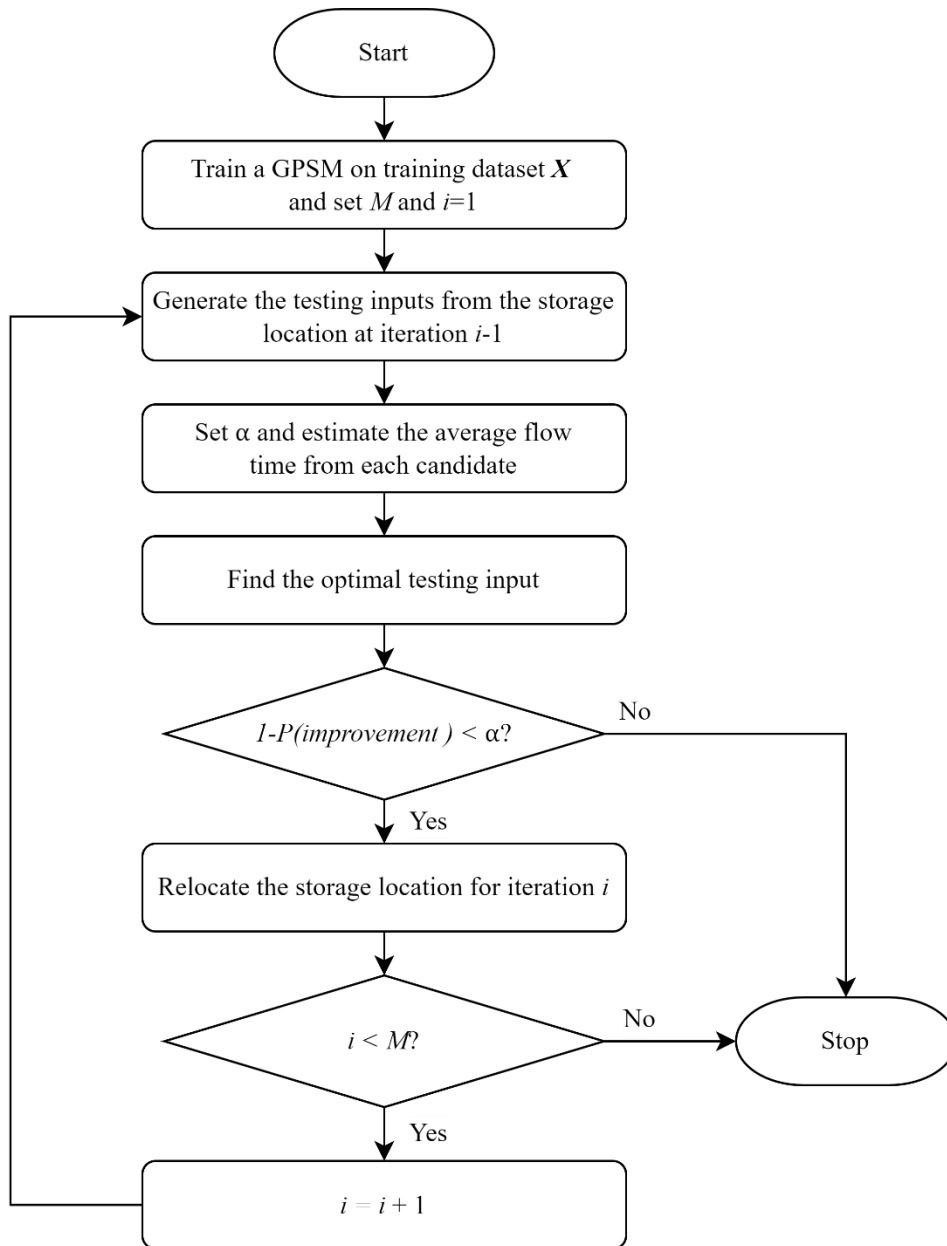 Start
Train a GPSM on training dataset X
and set M and i=1
Generate the testing inputs from the storage
location at iteration i-1
Set α and estimate the average flow
time from each candidate
Find the optimal testing input
1-P(improvement ) < α?
No
Yes
Relocate the storage location for iteration i
i < M?
No
Stop
Yes
i = i + 1